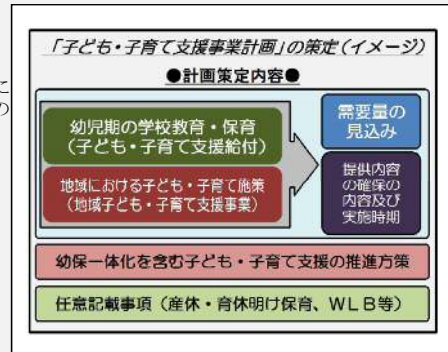 に
の
「子ども・子育て支援事業計画」の策定(イメージ)
●計画策定内容●
幼児期の学校教育・保育
(子ども・子育て支援給付)
地域における子ども・子育て施策
(地域子ども・子育て支援事業)
需要量の
見込み
提供内容
の確保の
内容及び
実施時期
幼保一体化を含む子ども・子育て支援の推進方策
任意記載事項(産休・育休明け保育、WLB等)